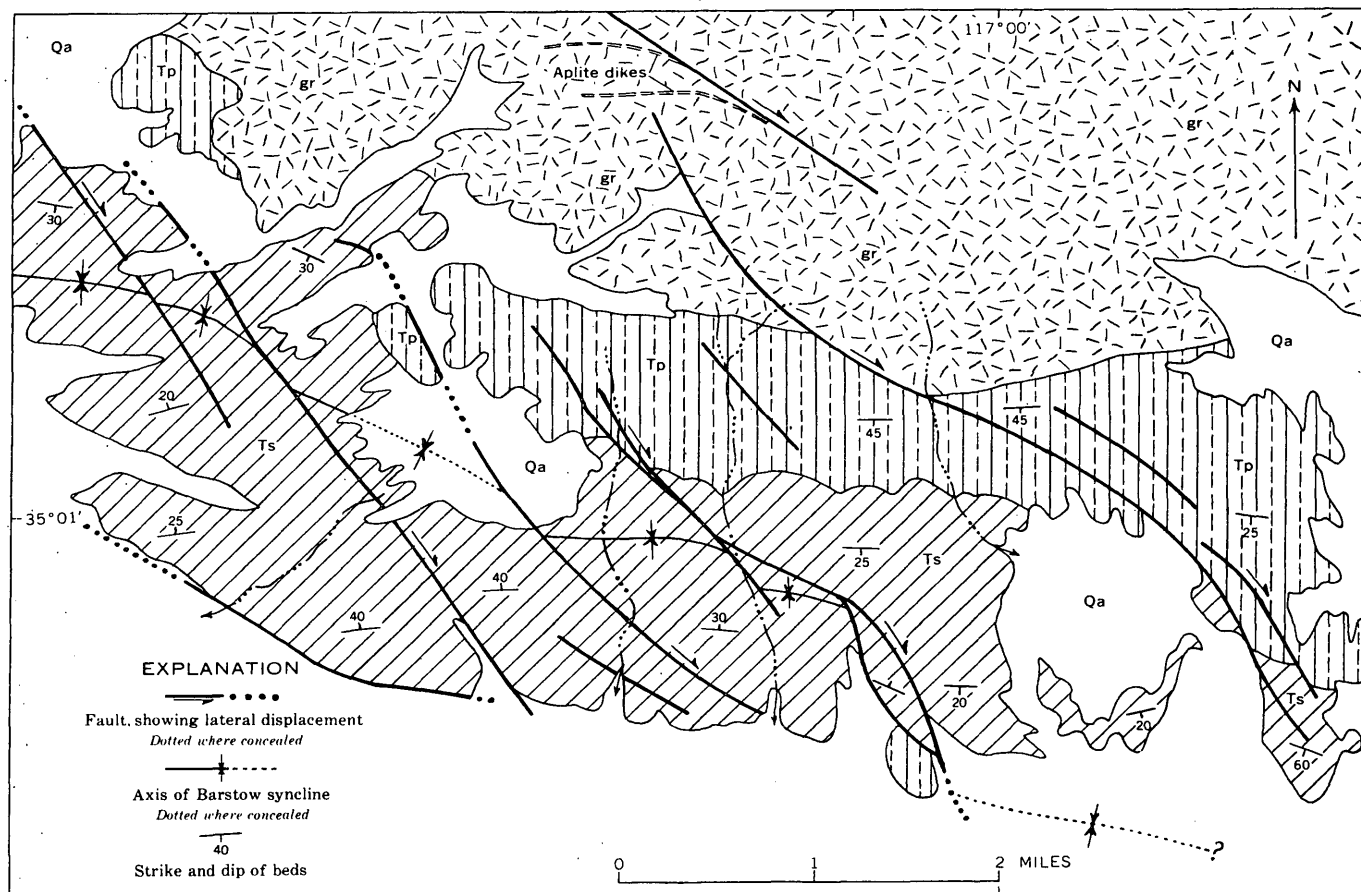 117°00'
Qa
Tp
gr
Aplite dikes
N
gr
gr
30
gr
30
Qa
Tp
Tp
20
45
45
Ts
Tp
Qa
25
35°01'
25
Ts
25
40
Qa
40
30
EXPLANATION
Fault, showing lateral displacement
Dotted where concealed
20
Ts
20
60
Axis of Barstow syncline
Dotted where concealed
40
Strike and dip of beds
?
0 1 2 MILES